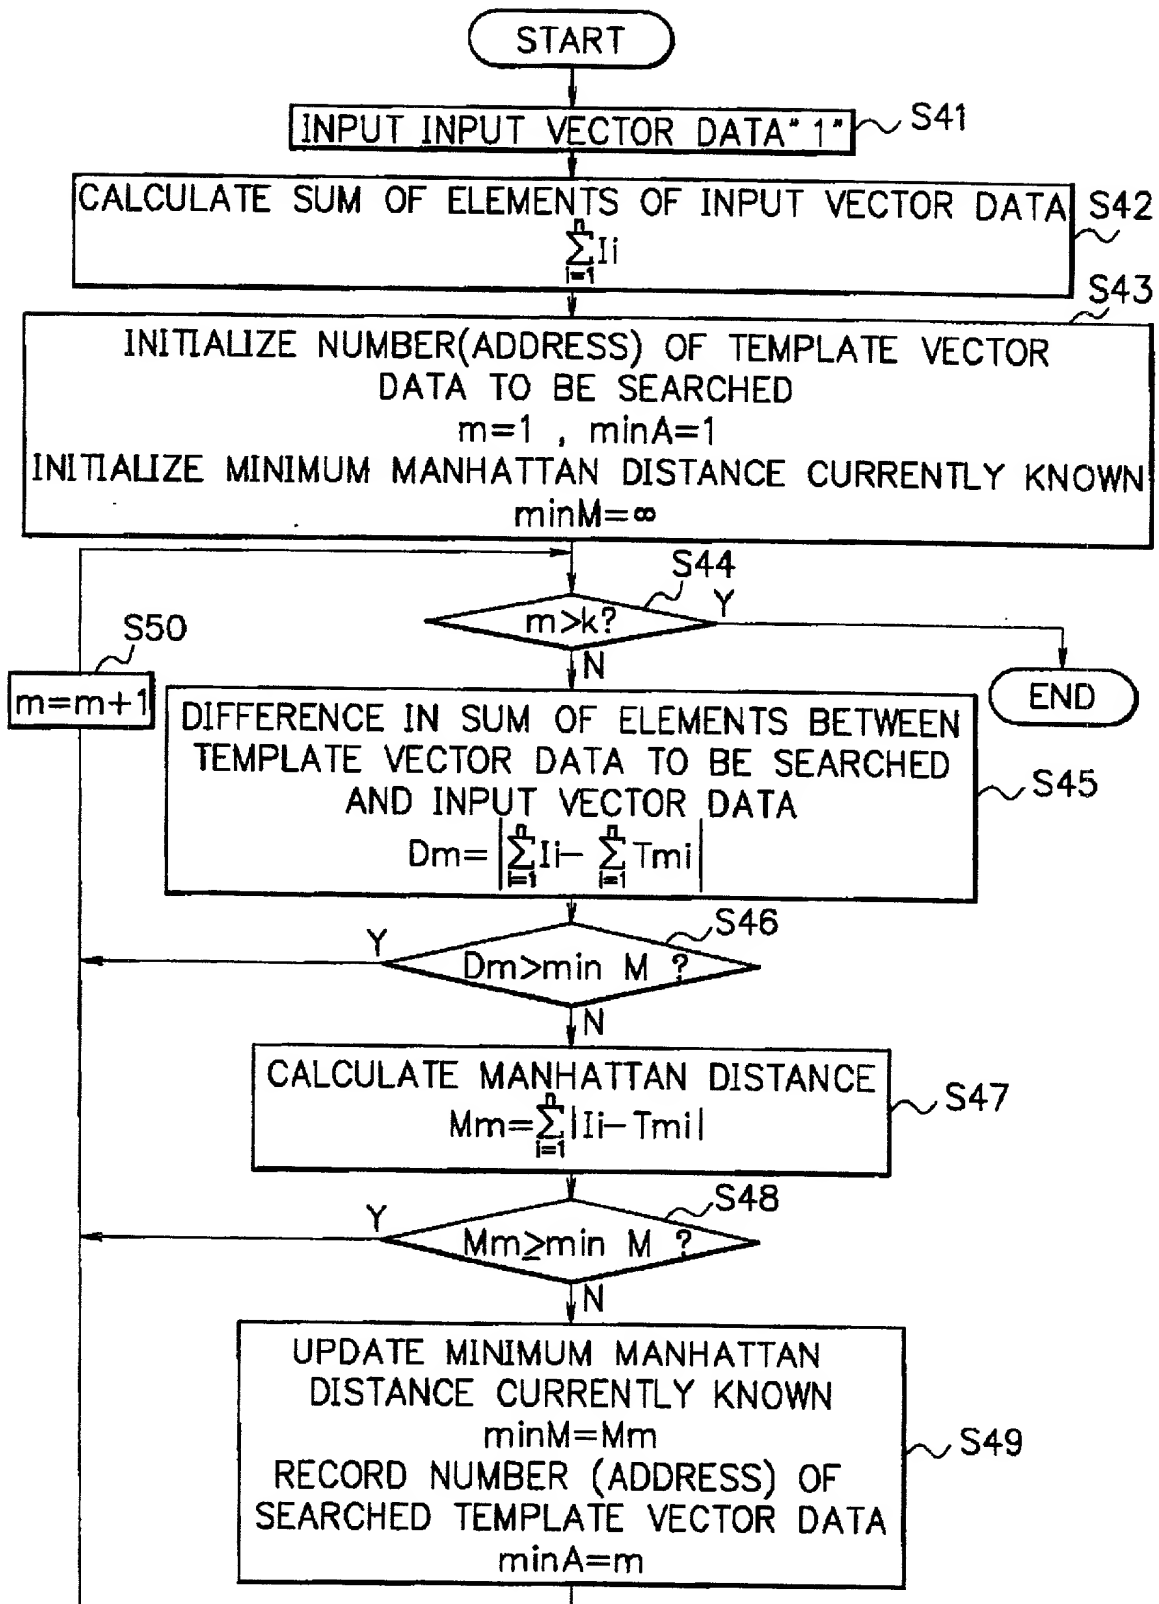 START
INPUT INPUT VECTOR DATA" 1"
S41
CALCULATE SUM OF ELEMENTS OF INPUT VECTOR DATA
S42
n
∑Ii
i=1
S43
INITIALIZE NUMBER(ADDRESS) OF TEMPLATE VECTOR
DATA TO BE SEARCHED
m=1 , minA=1
INITIALIZE MINIMUM MANHATTAN DISTANCE CURRENTLY KNOWN
minM=∞
S44
m>k?
Y
N
S50
m=m+1
END
DIFFERENCE IN SUM OF ELEMENTS BETWEEN
TEMPLATE VECTOR DATA TO BE SEARCHED
AND INPUT VECTOR DATA
S45
n n
Dm=|∑Ii- ∑Tmi|
i=1 i=1
S46
Y
Dm>min M ?
N
CALCULATE MANHATTAN DISTANCE
S47
n
Mm=∑|Ii-Tmi|
i=1
S48
Y
Mm≥min M ?
N
UPDATE MINIMUM MANHATTAN
DISTANCE CURRENTLY KNOWN
minM=Mm
S49
RECORD NUMBER (ADDRESS) OF
SEARCHED TEMPLATE VECTOR DATA
minA=m